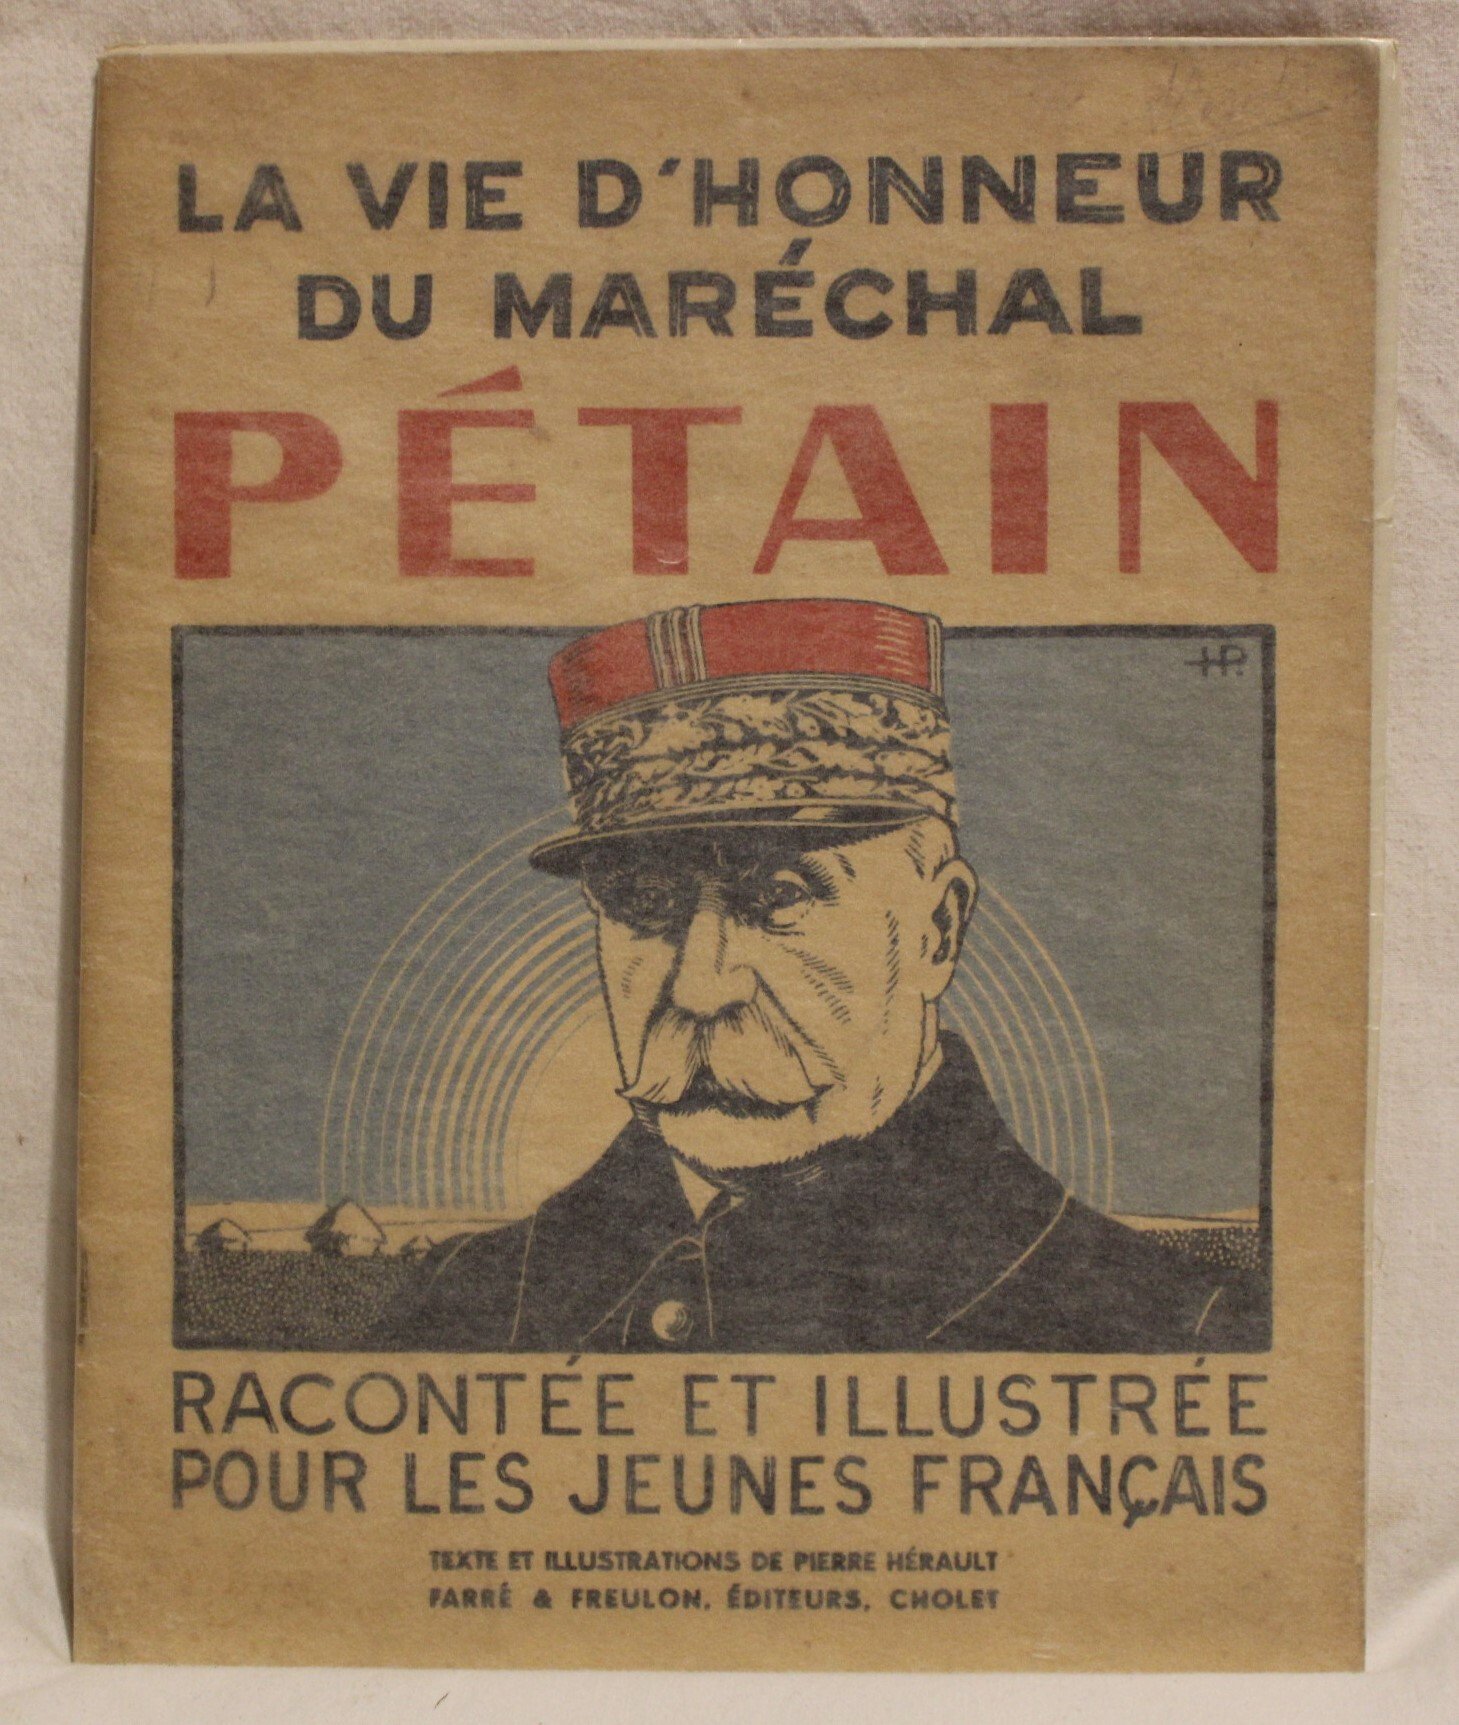 LA VIE D'HONNEUR
DU MARÉCHAL
PÉTAIN
HP.
RACONTÉE ET ILLUSTRÉE
POUR LES JEUNES FRANÇAIS
TEXTE ET ILLUSTRATIONS DE PIERRE HÉRAULT
FARRÉ & FREULON, ÉDITEURS, CHOLET